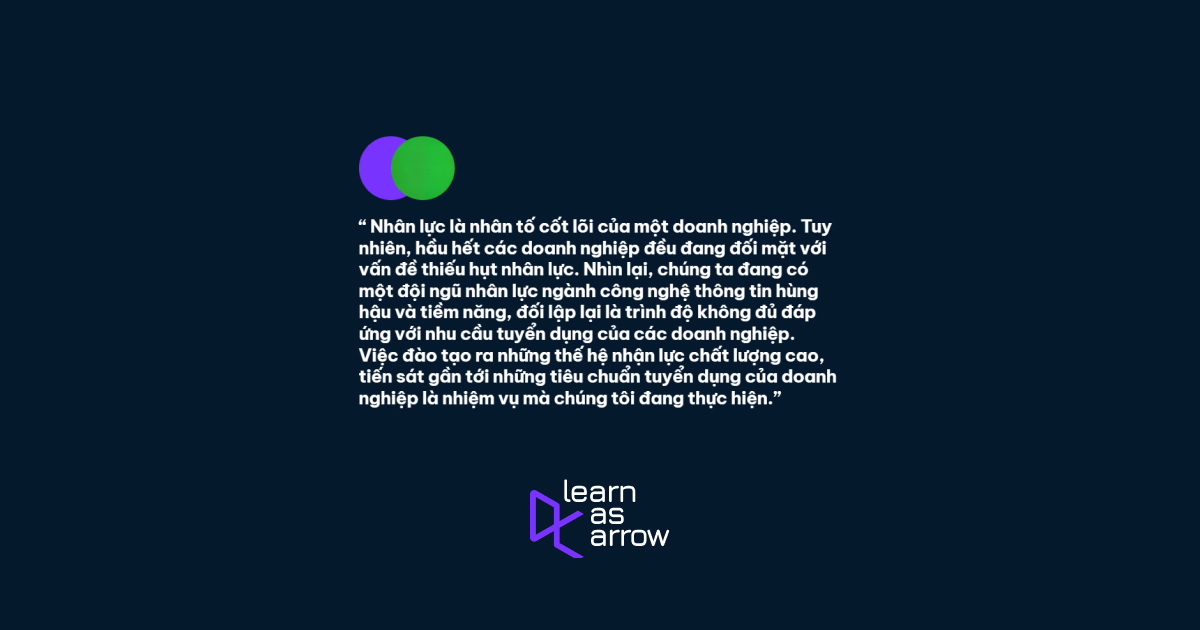 “ Nhân lực là nhân tố cốt lõi của một doanh nghiệp. Tuy
nhiên, hầu hết các doanh nghiệp đều đang đối mặt với
vấn đề thiếu hụt nhân lực. Nhìn lại, chúng ta đang có
một đội ngũ nhân lực ngành công nghệ thông tin hùng
hậu và tiềm năng, đối lập lại là trình độ không đủ đáp
ứng với nhu cầu tuyển dụng của các doanh nghiệp.
Việc đào tạo ra những thế hệ nhận lực chất lượng cao,
tiến sát gần tới những tiêu chuẩn tuyển dụng của doanh
nghiệp là nhiệm vụ mà chúng tôi đang thực hiện.”
learn
as
arrow